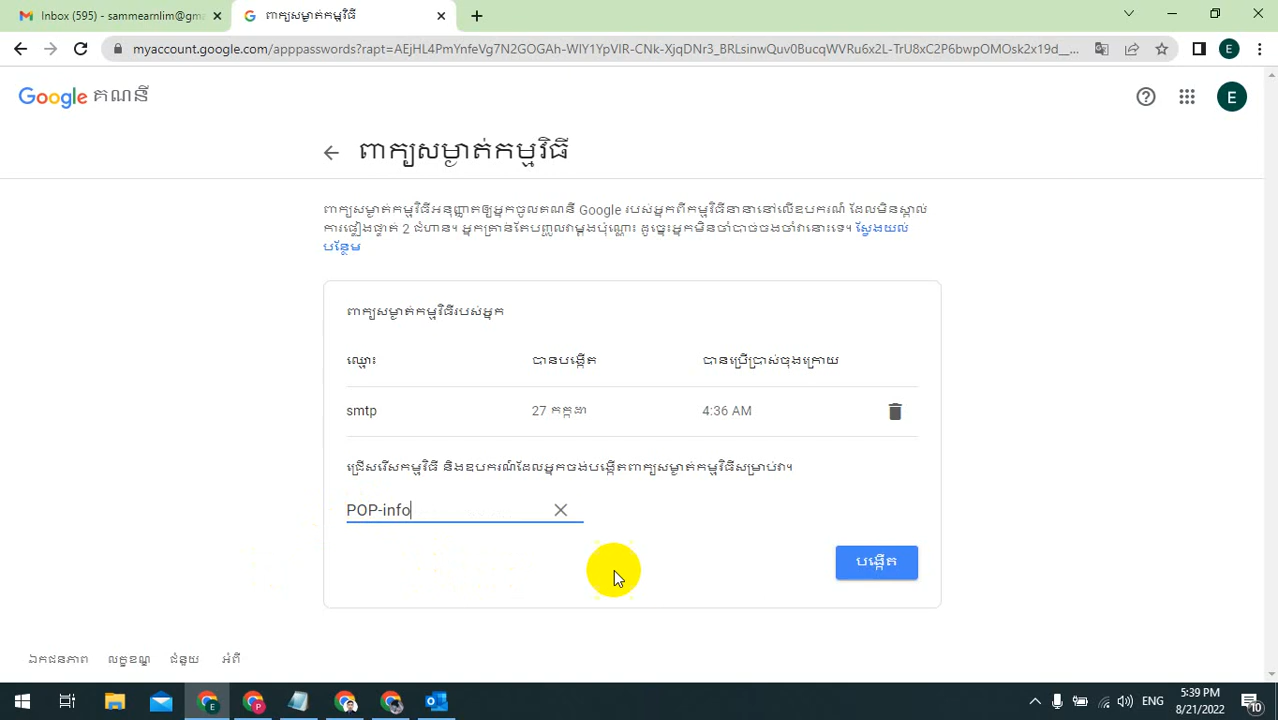 Inbox (595) - sammearnlim@gma
ពាក្យសម្ងាត់កម្មវិធី
myaccount.google.com/apppasswords?rapt=AEjHL4PmYnfeVg7N2GOGAh-WIY1YpVIR-CNk-XjqDNr3_BRLsinwQuv0BucqWVRu6x2L-TrU8xC2P6bwpOMOsk2x19d__...
E
Google គណនី
E
ពាក្យសម្ងាត់កម្មវិធី
ពាក្យសម្ងាត់កម្មវិធីអនុញ្ញាតឲ្យអ្នកចូលគណនី Google របស់អ្នកពីកម្មវិធីនានានៅលើឧបករណ៍ ដែលមិនស្គាល់
ការផ្ទៀងផ្ទាត់ 2 ជំហាន។ អ្នកគ្រាន់តែបញ្ចូលវាម្ដងប៉ុណ្ណោះ ដូច្នេះអ្នកមិនចាំបាច់ចងចាំវានោះទេ។ ស្វែងយល់
បន្ថែម
ពាក្យសម្ងាត់កម្មវិធីរបស់អ្នក
ឈ្មោះ បានបង្កើត បានប្រើប្រាស់ចុងក្រោយ
smtp 27 កក្កដា 4:36 AM
ជ្រើសរើសកម្មវិធី និងឧបករណ៍ដែលអ្នកចង់បង្កើតពាក្យសម្ងាត់កម្មវិធីសម្រាប់វា។
POP-info
បង្កើត
ឯកជនភាព លក្ខខណ្ឌ ជំនួយ អំពី
ENG
5:39 PM
8/21/2022
10